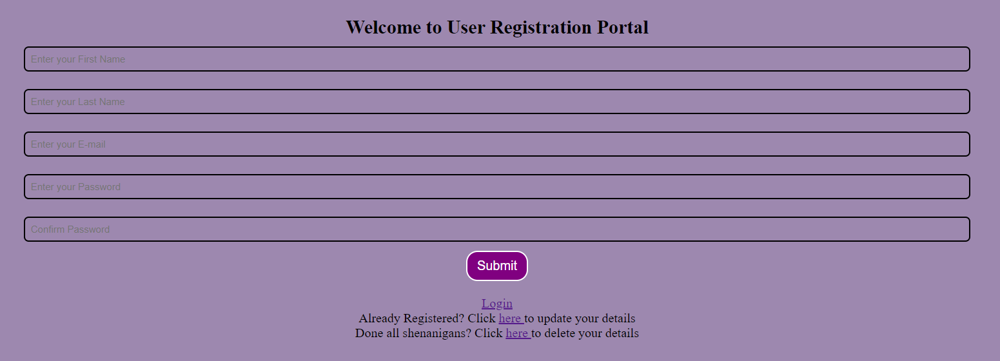 Welcome to User Registration Portal
Enter your First Name
Enter your Last Name
Enter your E-mail
Enter your Password
Confirm Password
Submit
Login
Already Registered? Click here to update your details
Done all shenanigans? Click here to delete your details